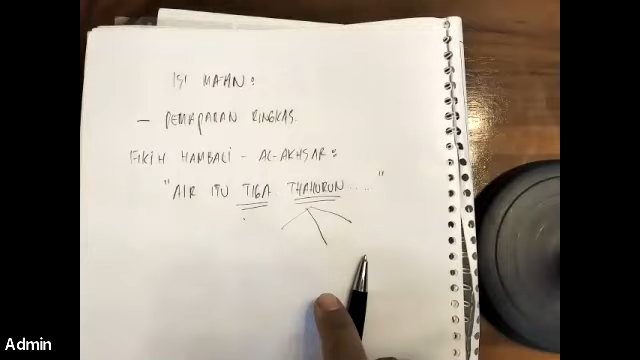 ISI MATAN :
- PEMAPARAN RINGKAS.
FIKIH HAMBALI - AL-AKHSAR :
"AIR ITU TIGA THAHURUN...."
Admin